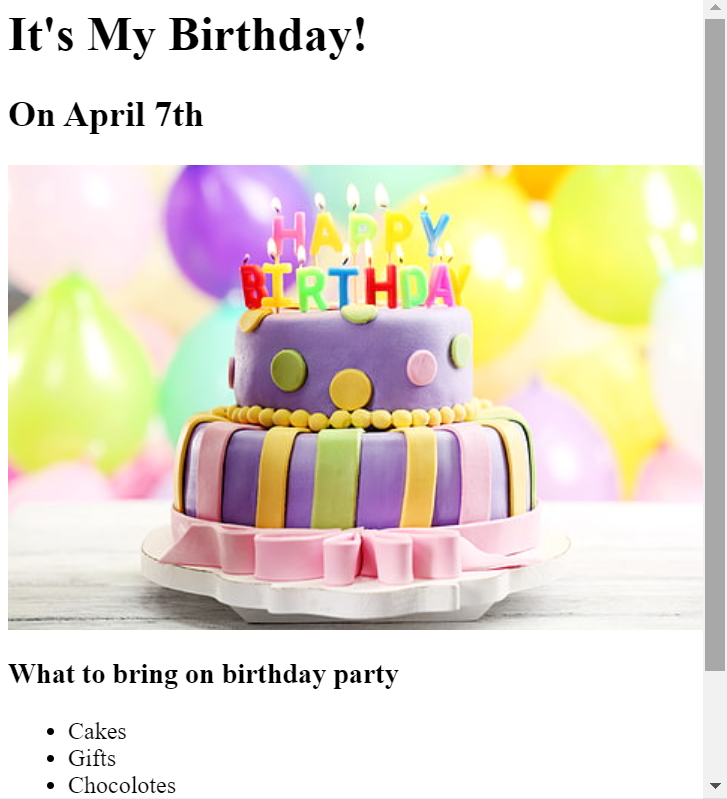 It's My Birthday!
On April 7th
HAPPY
BIRTHDAY
What to bring on birthday party
Cakes
Gifts
Chocolotes